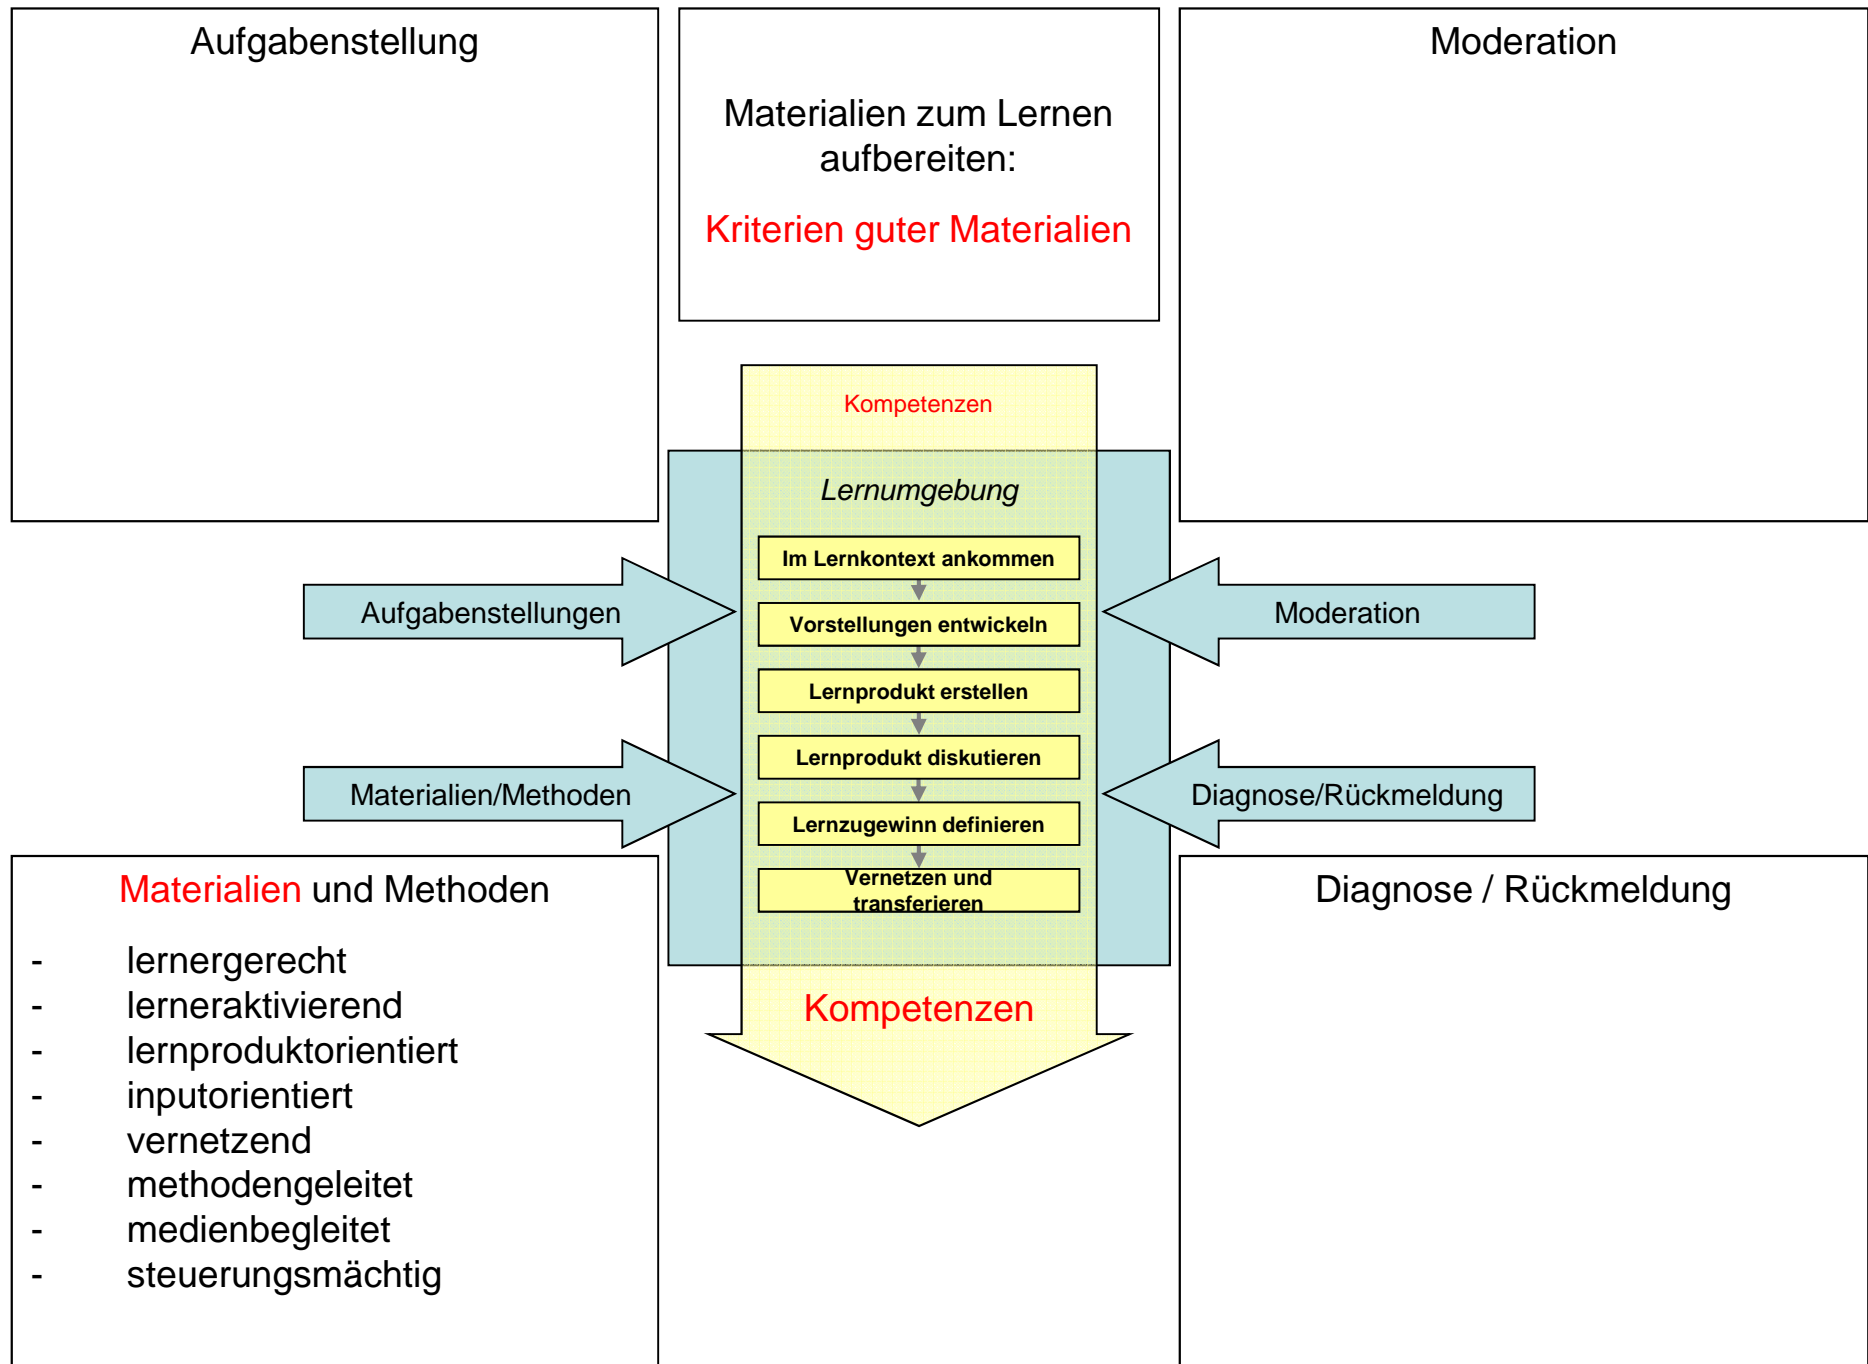 Aufgabenstellung
Materialien zum Lernen
aufbereiten:
Kriterien guter Materialien
Moderation
Kompetenzen
Lernumgebung
Im Lernkontext ankommen
Vorstellungen entwickeln
Lernprodukt erstellen
Lernprodukt diskutieren
Lernzugewinn definieren
Vernetzen und
transferieren
Kompetenzen
Aufgabenstellungen
Moderation
Materialien/Methoden
Diagnose/Rückmeldung
Materialien und Methoden
- lernergerecht
- lerneraktivierend
- lernproduktorientiert
- inputorientiert
- vernetzend
- methodengeleitet
- medienbegleitet
- steuerungsmächtig
Diagnose / Rückmeldung